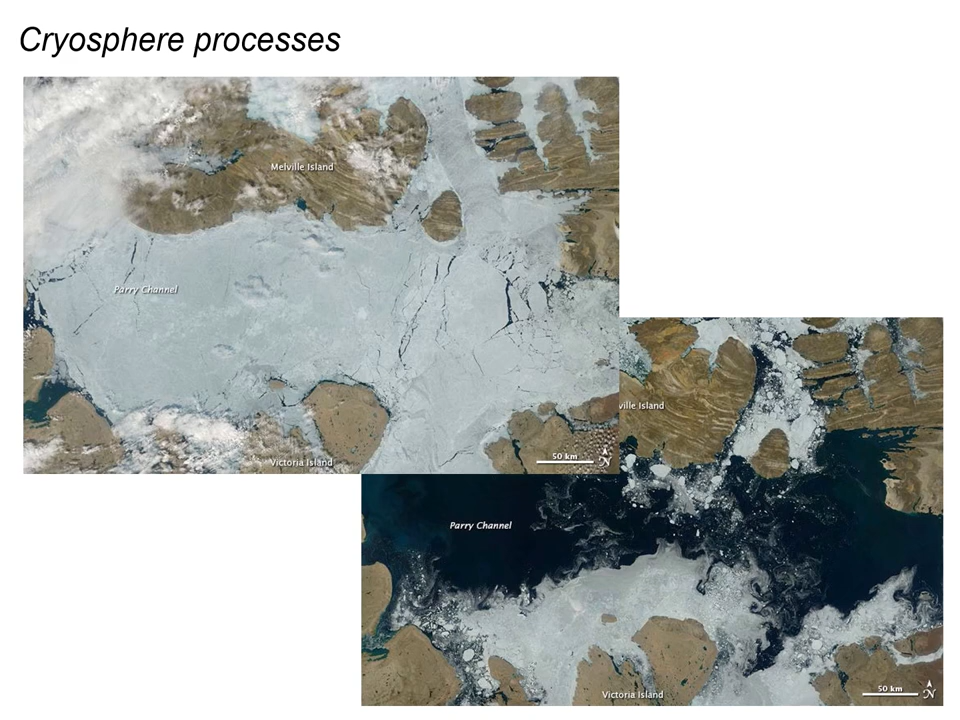 Cryosphere processes
Melville Island
Parry Channel
Victoria Island
50 km
N
ville Island
Parry Channel
Victoria Island
50 km
N